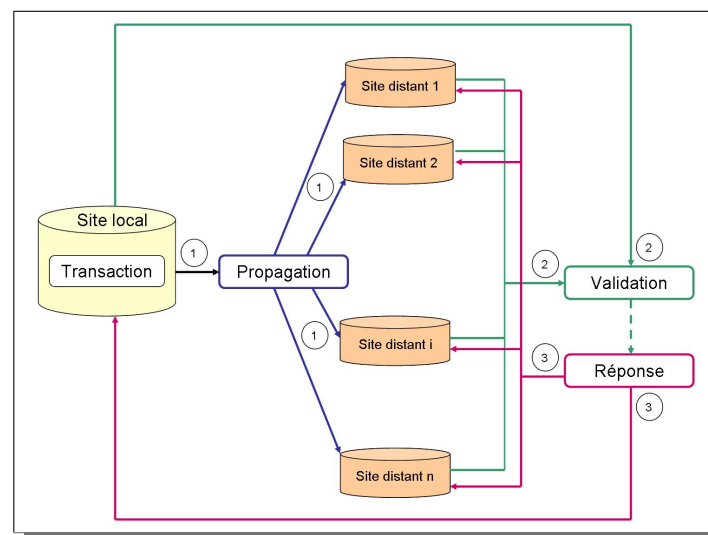 Site distant 1
Site distant 2
1
Site local
Transaction
1
Propagation
2
2
Validation
1
Site distant i
3
Réponse
3
Site distant n